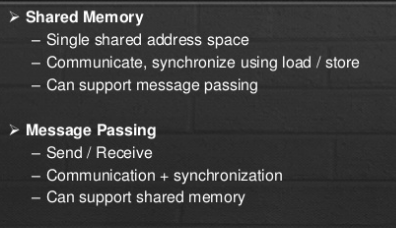 ➢ Shared Memory
– Single shared address space
– Communicate, synchronize using load / store
– Can support message passing
➢ Message Passing
– Send / Receive
– Communication + synchronization
– Can support shared memory